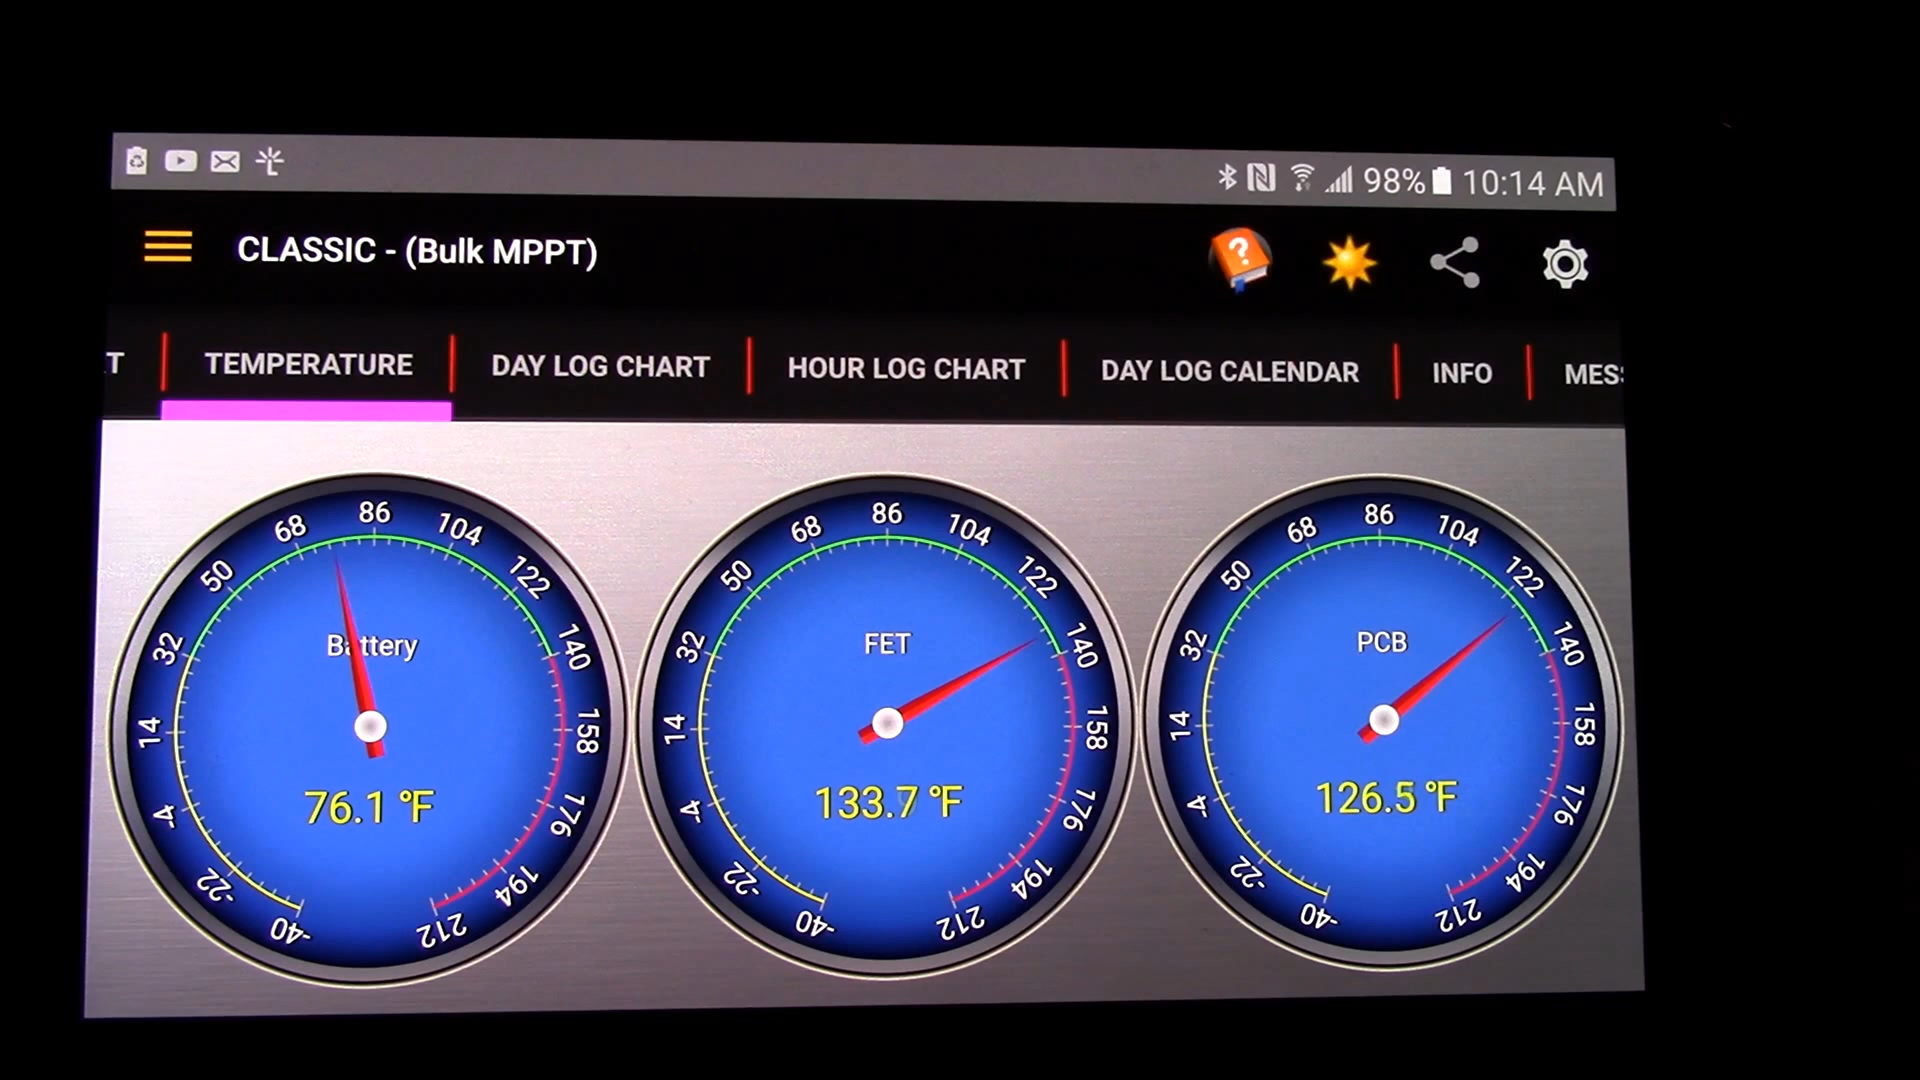 98% 10:14 AM
CLASSIC - (Bulk MPPT)
T TEMPERATURE DAY LOG CHART HOUR LOG CHART DAY LOG CALENDAR INFO MES
-40 -22 -4 14 32 50 68 86 104 122 140 158 176 194 212
Battery
76.1 °F
-40 -22 -4 14 32 50 68 86 104 122 140 158 176 194 212
FET
133.7 °F
-40 -22 -4 14 32 50 68 86 104 122 140 158 176 194 212
PCB
126.5 °F